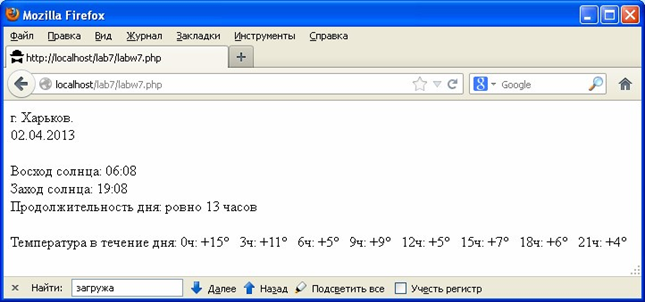 Mozilla Firefox
Файл Правка Вид Журнал Закладки Инструменты Справка
http://localhost/lab7/labw7.php
localhost/lab7/labw7.php Google
г. Харьков.
02.04.2013
Восход солнца: 06:08
Заход солнца: 19:08
Продолжительность дня: ровно 13 часов
Температура в течение дня: 0ч: +15° 3ч: +11° 6ч: +5° 9ч: +9° 12ч: +5° 15ч: +7° 18ч: +6° 21ч: +4°
Найти: загружа Далее Назад Подсветить все Учесть регистр